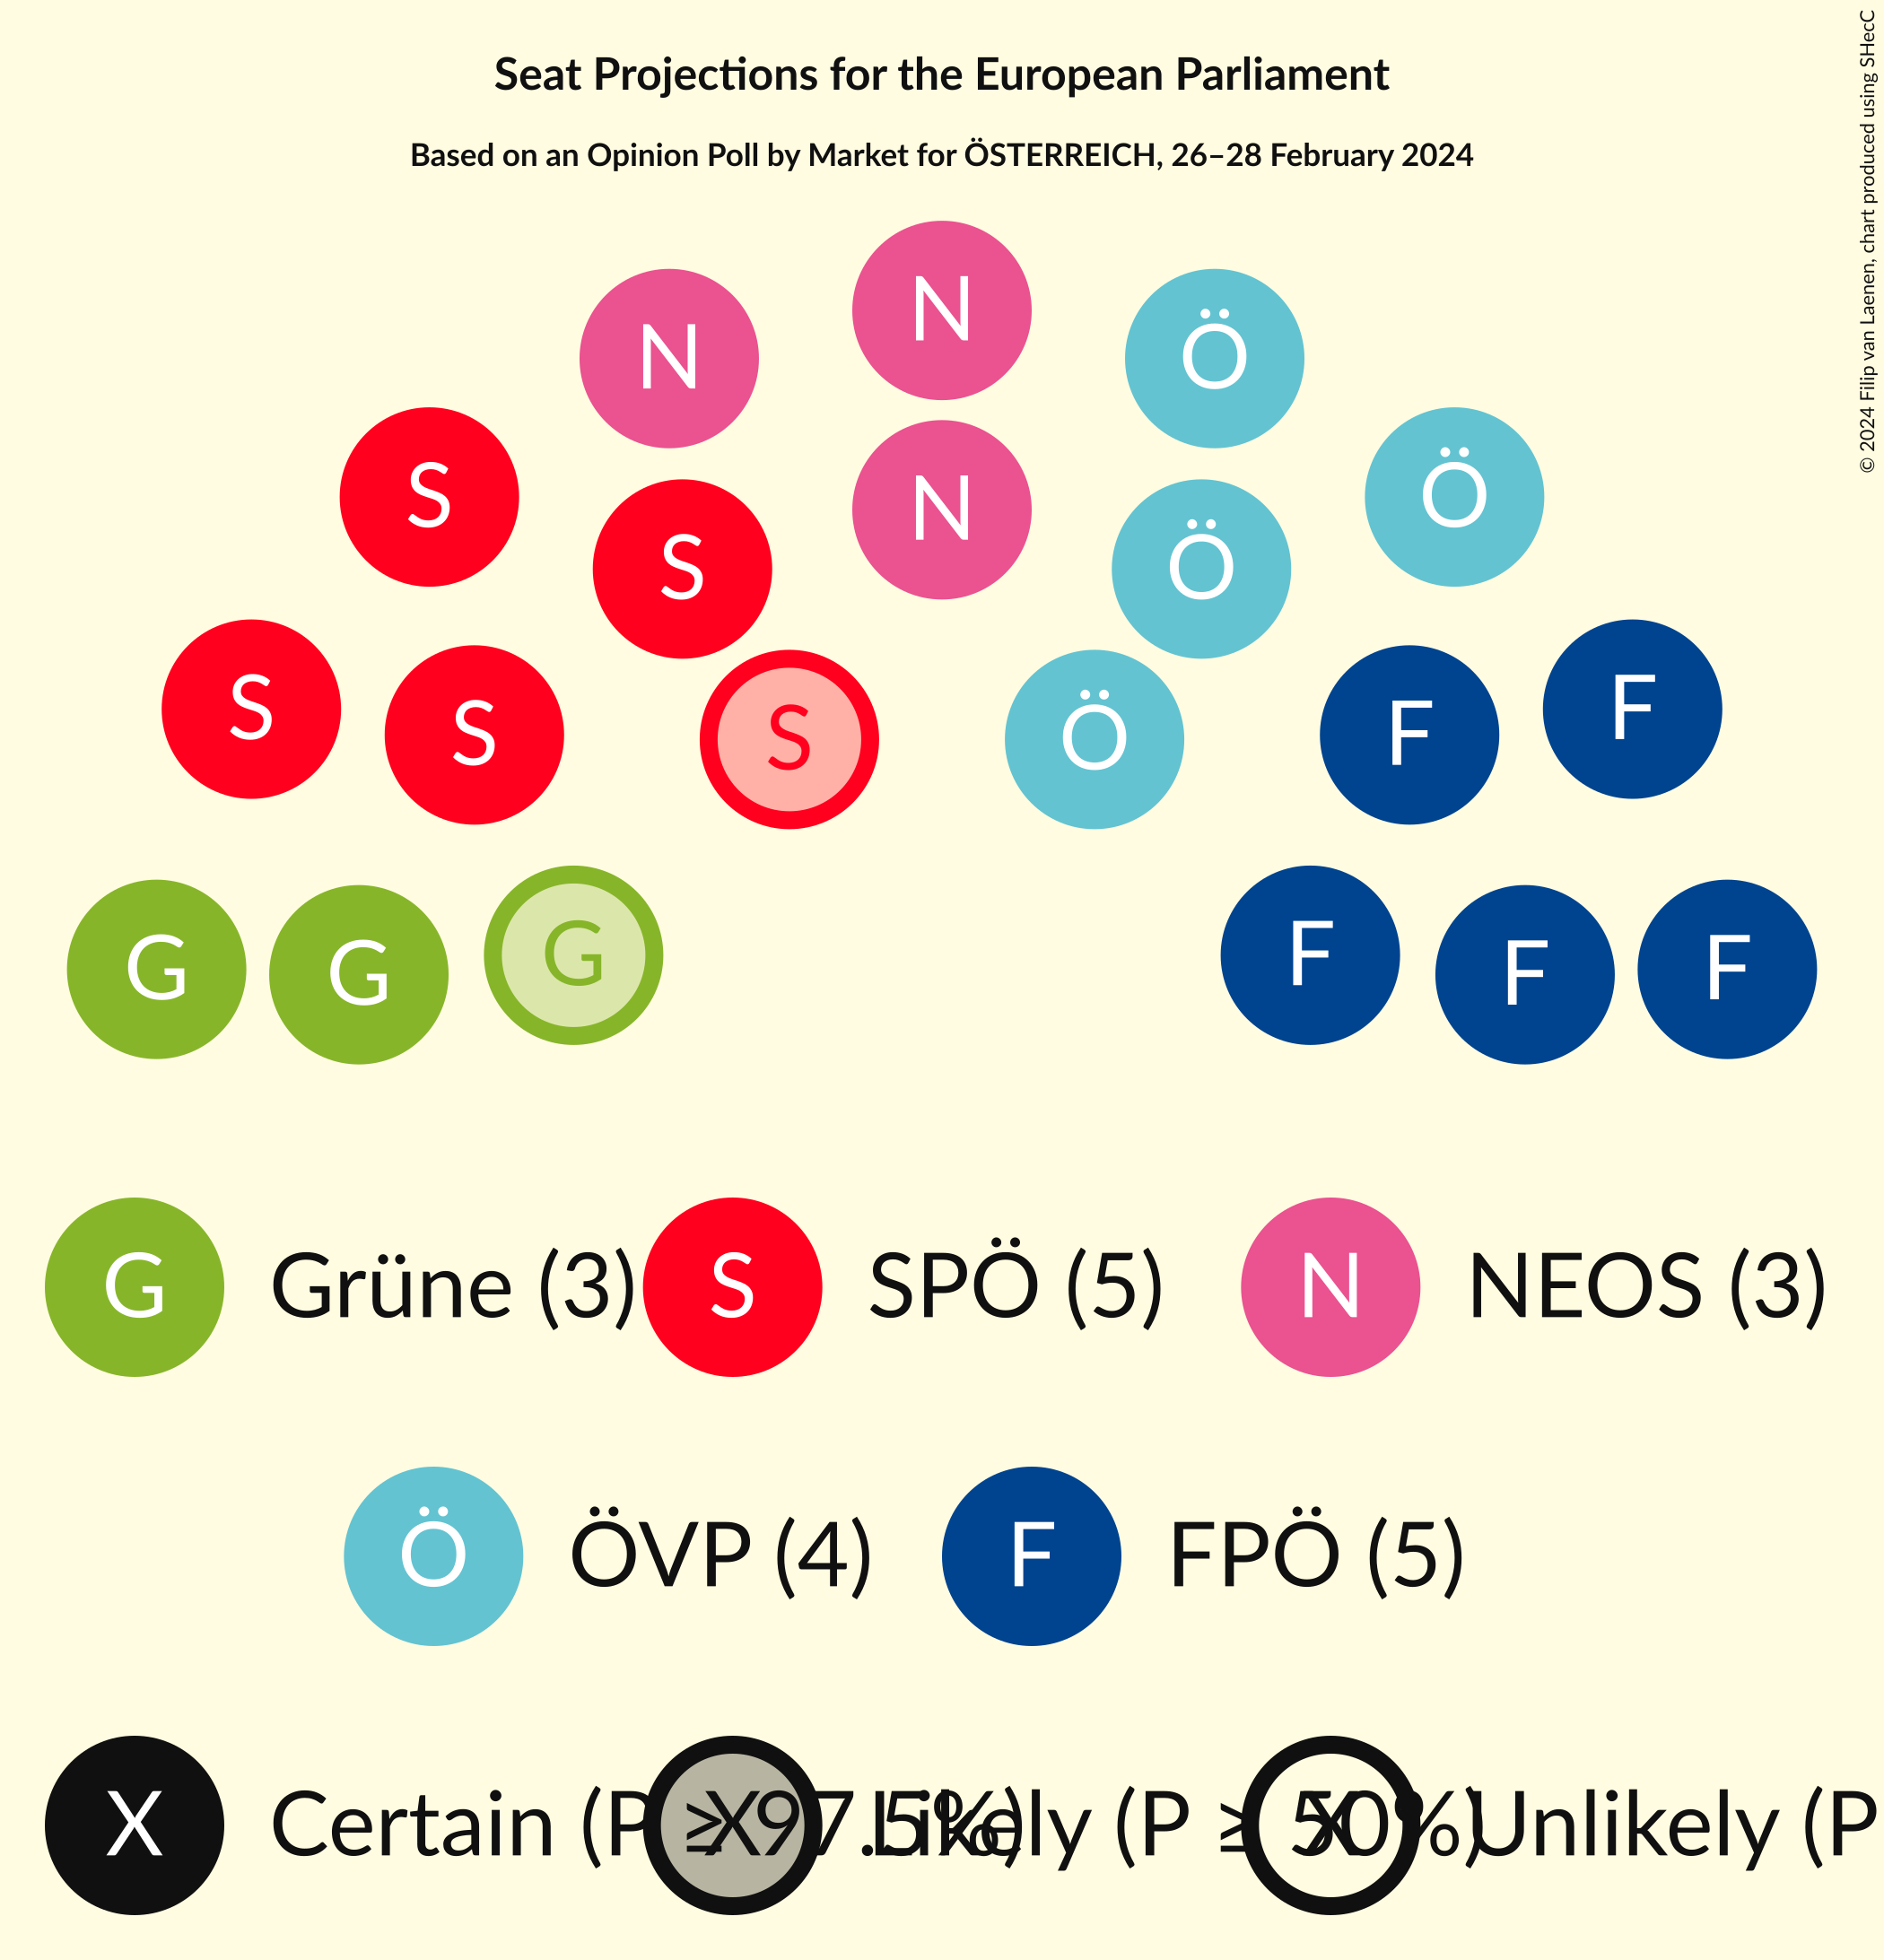 Seat Projections for the European Parliament
Based on an Opinion Poll by Market for ÖSTERREICH, 26–28 February 2024
© 2024 Filip van Laenen, chart produced using SHecC
N
N
Ö
S
N
Ö
S
Ö
S
S
S
Ö
F
F
G
G
G
F
F
F
G Grüne (3) S SPÖ (5) N NEOS (3)
Ö ÖVP (4) F FPÖ (5)
X Certain (P ≥ 97.5%) X Likely (P ≥ 50%) X Unlikely (P